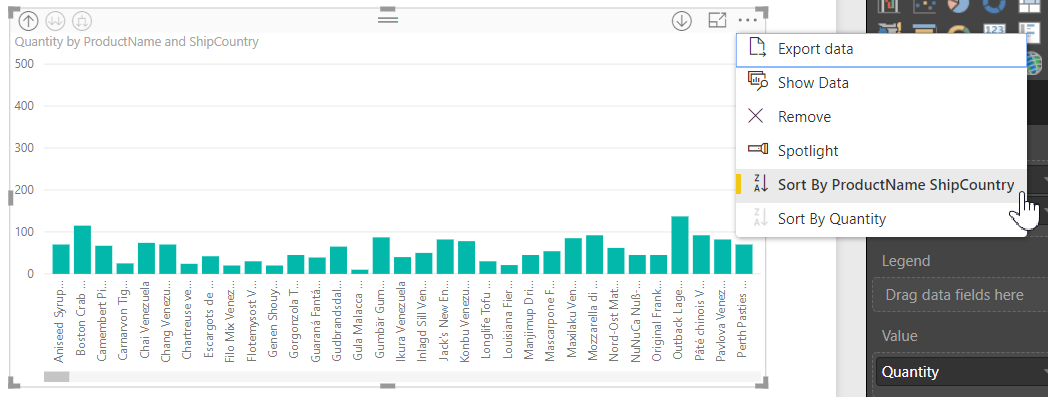 Quantity by ProductName and ShipCountry
500
400
300
200
100
0
Aniseed Syrup...
Boston Crab ...
Camembert Pi...
Carnarvon Tig...
Chai Venezuela
Chang Venezu...
Chartreuse ve...
Escargots de ...
Filo Mix Venez...
Flotemysost V...
Genen Shouy...
Gorgonzola T...
Guaraná Fantá...
Gudbrandsdal...
Gula Malacca ...
Gumbär Gum...
Ikura Venezuela
Inlagd Sill Ven...
Jack's New En...
Konbu Venezu...
Longlife Tofu ...
Louisiana Fier...
Manjimup Dri...
Mascarpone F...
Maxilaku Ven...
Mozzarella di ...
Nord-Ost Mat...
NuNuCa Nuß-...
Original Frank...
Outback Lage...
Pâté chinois V...
Pavlova Venez...
Perth Pasties ...
Export data
Show Data
Remove
Spotlight
Sort By ProductName ShipCountry
Sort By Quantity
123
Legend
Drag data fields here
Value
Quantity